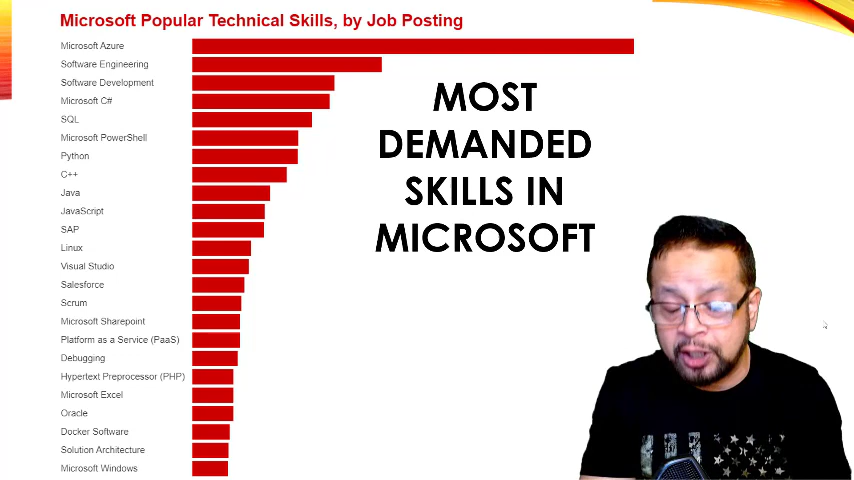 Microsoft Popular Technical Skills, by Job Posting
Microsoft Azure
Software Engineering
Software Development
Microsoft C#
SQL
Microsoft PowerShell
Python
C++
Java
JavaScript
SAP
Linux
Visual Studio
Salesforce
Scrum
Microsoft Sharepoint
Platform as a Service (PaaS)
Debugging
Hypertext Preprocessor (PHP)
Microsoft Excel
Oracle
Docker Software
Solution Architecture
Microsoft Windows
MOST
DEMANDED
SKILLS IN
MICROSOFT